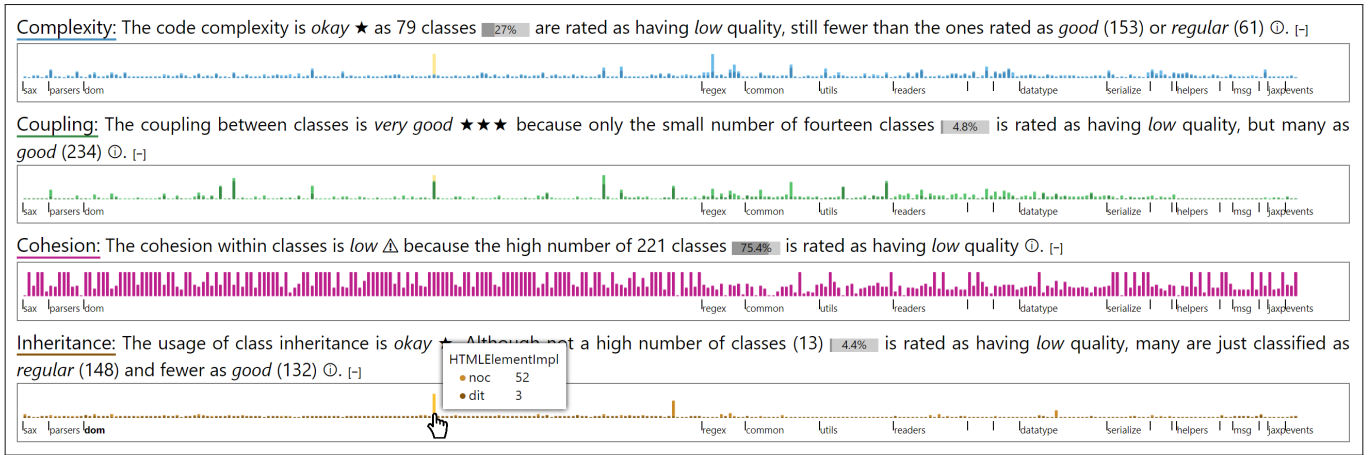 Complexity: The code complexity is okay ★ as 79 classes 27% are rated as having low quality, still fewer than the ones rated as good (153) or regular (61) ⓘ. [–]
sax parsers dom regex common utils readers datatype serialize helpers msg jaxp events
Coupling: The coupling between classes is very good ★★★ because only the small number of fourteen classes 4.8% is rated as having low quality, but many as
good (234) ⓘ. [–]
sax parsers dom regex common utils readers datatype serialize helpers msg jaxp events
Cohesion: The cohesion within classes is low ⚠ because the high number of 221 classes 75.4% is rated as having low quality ⓘ. [–]
sax parsers dom regex common utils readers datatype serialize helpers msg jaxp events
Inheritance: The usage of class inheritance is okay ★. Although not a high number of classes (13) 4.4% is rated as having low quality, many are just classified as
regular (148) and fewer as good (132) ⓘ. [–]
HTMLElementImpl
noc 52
dit 3
sax parsers dom regex common utils readers datatype serialize helpers msg jaxp events